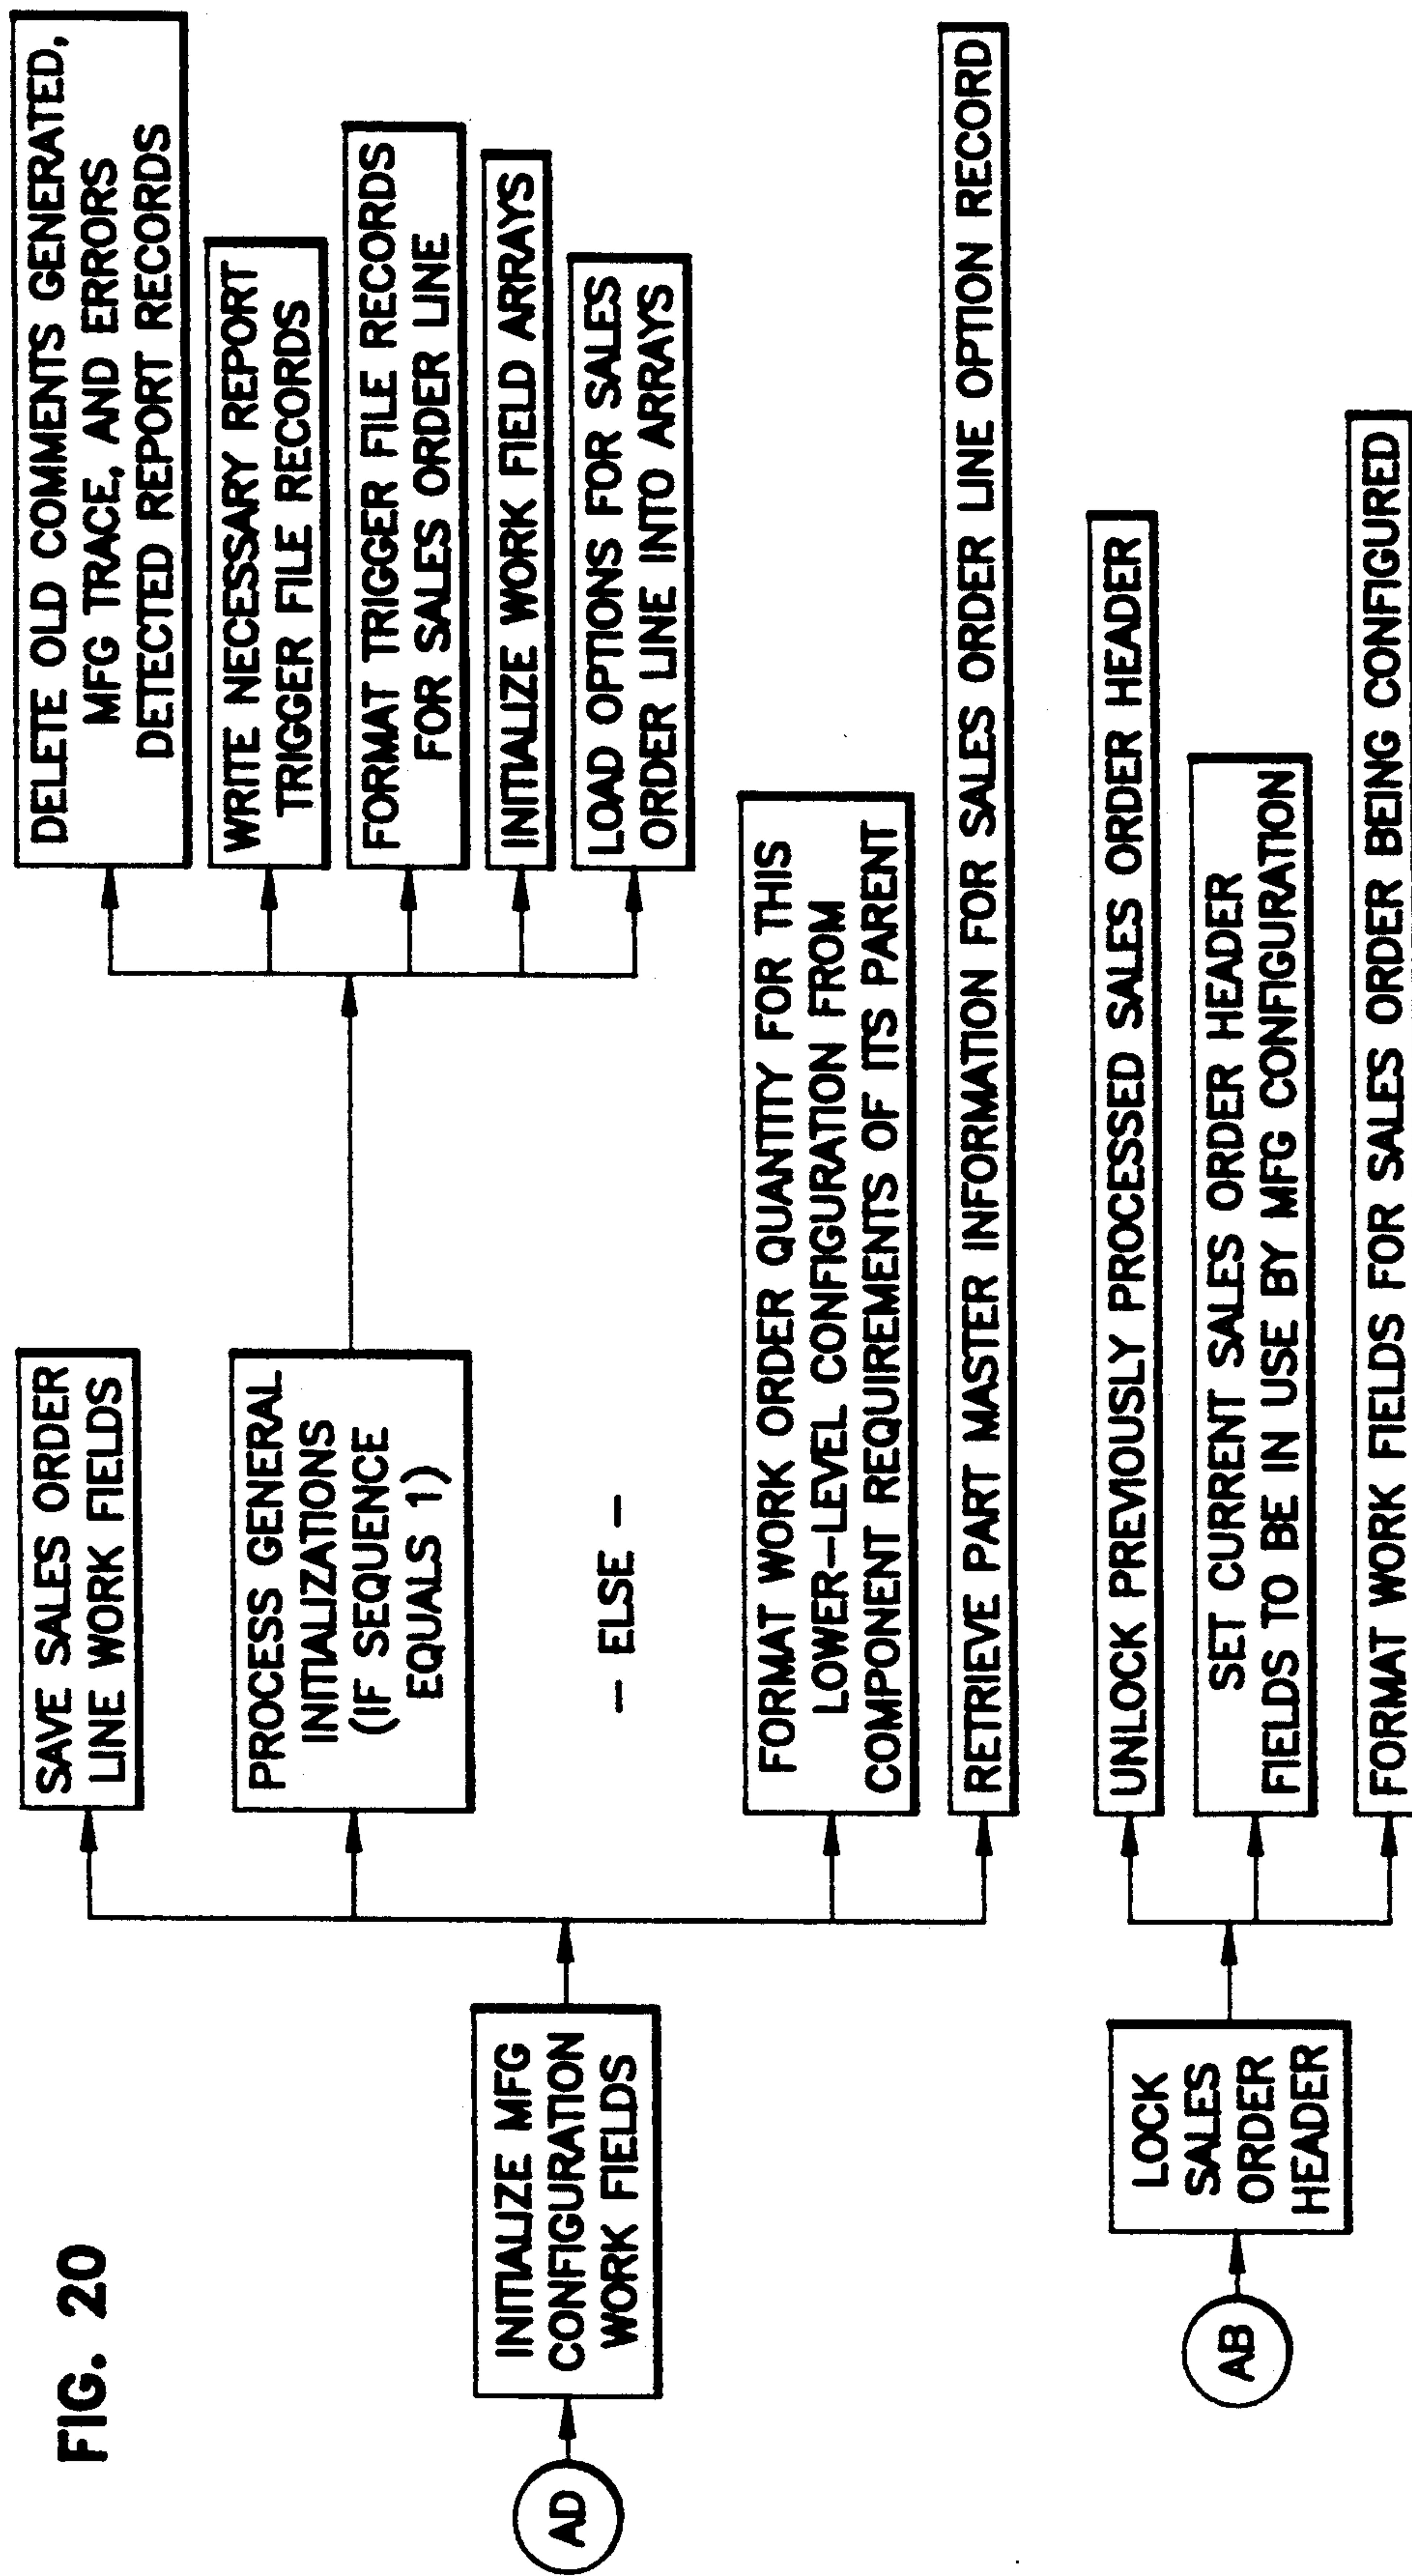 FIG. 20
AD
INITIALIZE MFG
CONFIGURATION
WORK FIELDS
SAVE SALES ORDER
LINE WORK FIELDS
PROCESS GENERAL
INITIALIZATIONS
(IF SEQUENCE
EQUALS 1)
DELETE OLD COMMENTS GENERATED,
MFG TRACE, AND ERRORS
DETECTED REPORT RECORDS
WRITE NECESSARY REPORT
TRIGGER FILE RECORDS
FORMAT TRIGGER FILE RECORDS
FOR SALES ORDER LINE
INITIALIZE WORK FIELD ARRAYS
LOAD OPTIONS FOR SALES
ORDER LINE INTO ARRAYS
— ELSE —
FORMAT WORK ORDER QUANTITY FOR THIS
LOWER-LEVEL CONFIGURATION FROM
COMPONENT REQUIREMENTS OF ITS PARENT
RETRIEVE PART MASTER INFORMATION FOR SALES ORDER LINE OPTION RECORD
AB
LOCK
SALES
ORDER
HEADER
UNLOCK PREVIOUSLY PROCESSED SALES ORDER HEADER
SET CURRENT SALES ORDER HEADER
FIELDS TO BE IN USE BY MFG CONFIGURATION
FORMAT WORK FIELDS FOR SALES ORDER BEING CONFIGURED